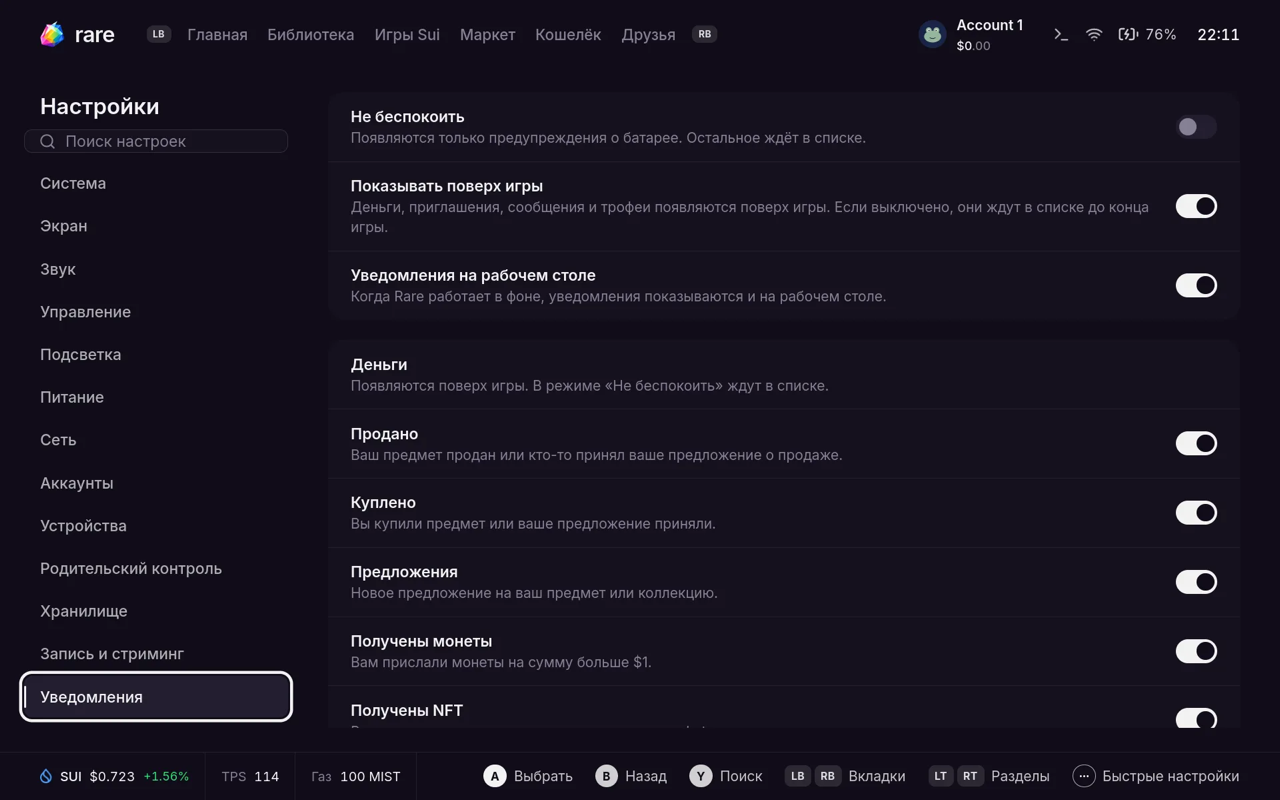 rare
LB
Главная
Библиотека
Игры Sui
Маркет
Кошелёк
Друзья
RB
Account 1
$0.00
76%
22:11
Настройки
Поиск настроек
Система
Экран
Звук
Управление
Подсветка
Питание
Сеть
Аккаунты
Устройства
Родительский контроль
Хранилище
Запись и стриминг
Уведомления
Не беспокоить
Появляются только предупреждения о батарее. Остальное ждёт в списке.
Показывать поверх игры
Деньги, приглашения, сообщения и трофеи появляются поверх игры. Если выключено, они ждут в списке до конца
игры.
Уведомления на рабочем столе
Когда Rare работает в фоне, уведомления показываются и на рабочем столе.
Деньги
Появляются поверх игры. В режиме «Не беспокоить» ждут в списке.
Продано
Ваш предмет продан или кто-то принял ваше предложение о продаже.
Куплено
Вы купили предмет или ваше предложение приняли.
Предложения
Новое предложение на ваш предмет или коллекцию.
Получены монеты
Вам прислали монеты на сумму больше $1.
Получены NFT
SUI $0.723 +1.56%
TPS 114
Газ 100 MIST
A Выбрать
B Назад
Y Поиск
LB RB Вкладки
LT RT Разделы
Быстрые настройки